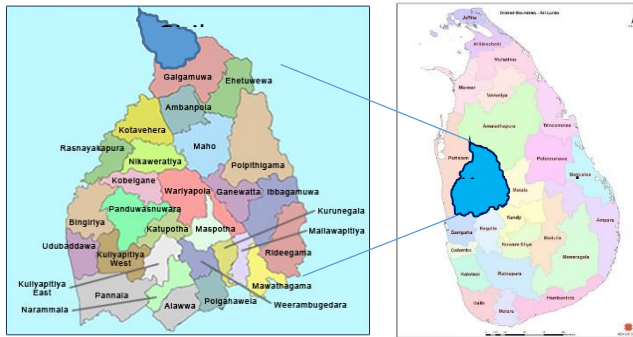 Galgamuwa
Ehetuwewa
Ambanpola
Kotavehera
Maho
Rasnayakapura
Nikaweratiya
Polpithigama
Kobeigane
Wariyapola
Ganewatta
Ibbagamuwa
Panduwasnuwara
Bingiriya
Kurunegala
Katupotha
Maspotha
Mallawapitiya
Udubaddawa
Kuliyapitiya
West
Rideegama
Kuliyapitiya
East
Pannala
Mawathagama
Narammala
Alawwa
Polgahawela
Weerambugedara
Jaffna
Kilinochchi
Mullaitivu
Mannar
Vavuniya
Anuradhapura
Trincomalee
Puttalam
Polonnaruwa
Batticaloa
Matale
Kandy
Ampara
Gampaha
Kegalle
Badulla
Nuwara Eliya
Colombo
Moneragala
Kalutara
Ratnapura
Hambantota
Galle
Matara